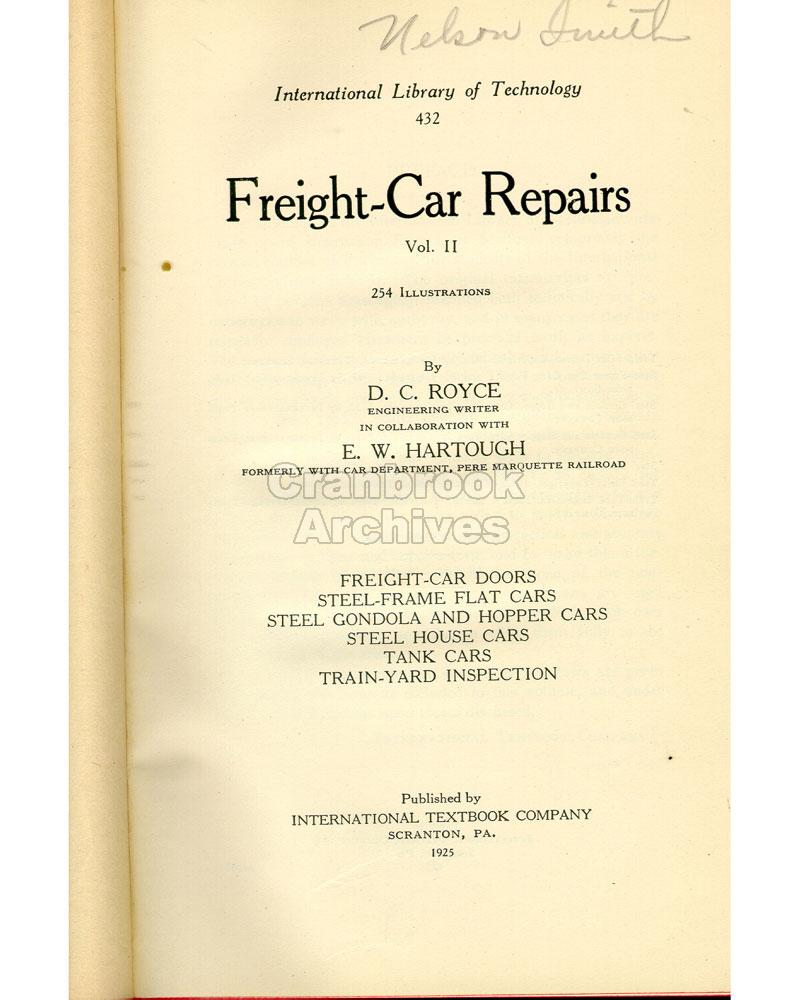 Nelson Smith
International Library of Technology
432
Freight-Car Repairs
Vol. II
254 Illustrations
By
D. C. ROYCE
ENGINEERING WRITER
IN COLLABORATION WITH
E. W. HARTOUGH
FORMERLY WITH CAR DEPARTMENT, PERE MARQUETTE RAILROAD
Cranbrook
Archives
FREIGHT-CAR DOORS
STEEL-FRAME FLAT CARS
STEEL GONDOLA AND HOPPER CARS
STEEL HOUSE CARS
TANK CARS
TRAIN-YARD INSPECTION
Published by
INTERNATIONAL TEXTBOOK COMPANY
SCRANTON, PA.
1925